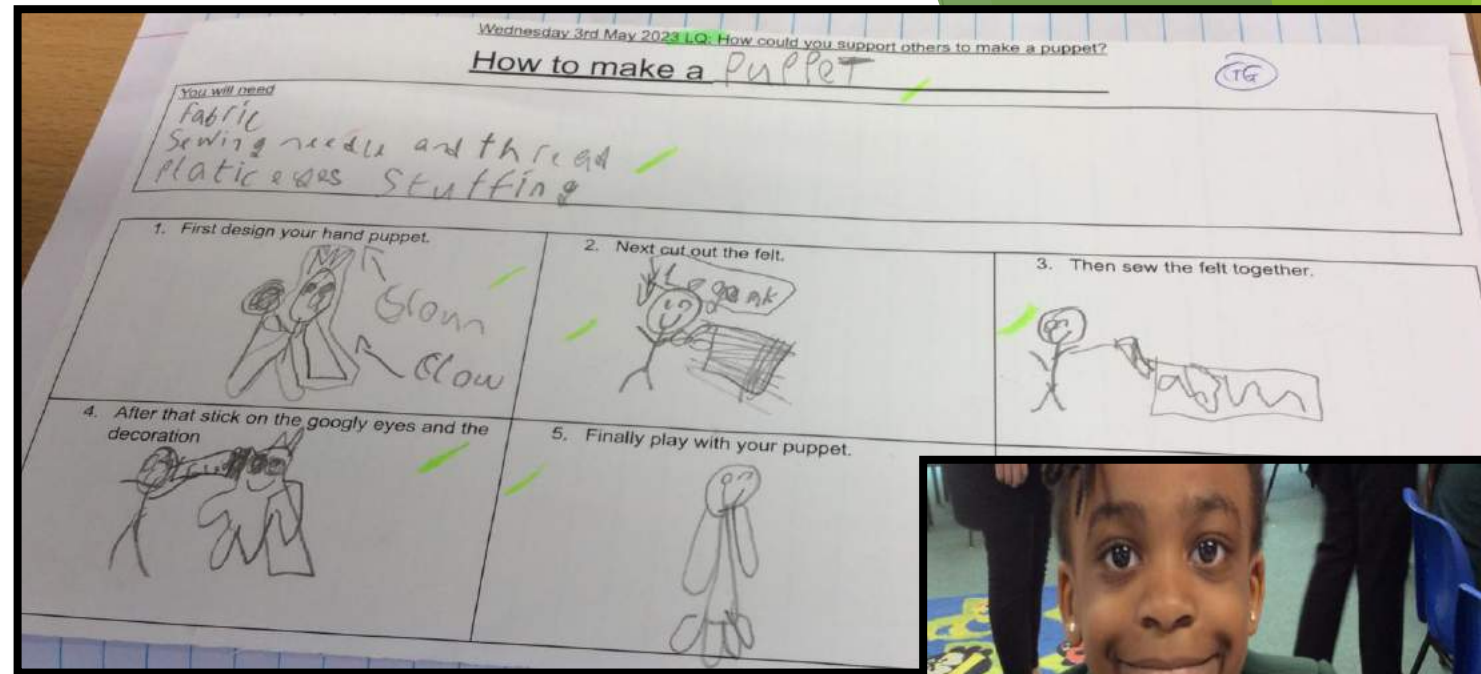 Wednesday 3rd May 2023 LQ: How could you support others to make a puppet?
How to make a PuPPeT
TG
You will need
fabric
Sewing needle and thread
Platic eyes Stuffing
1. First design your hand puppet.
2. Next cut out the felt.
3. Then sew the felt together.
4. After that stick on the googly eyes and the
decoration
5. Finally play with your puppet.